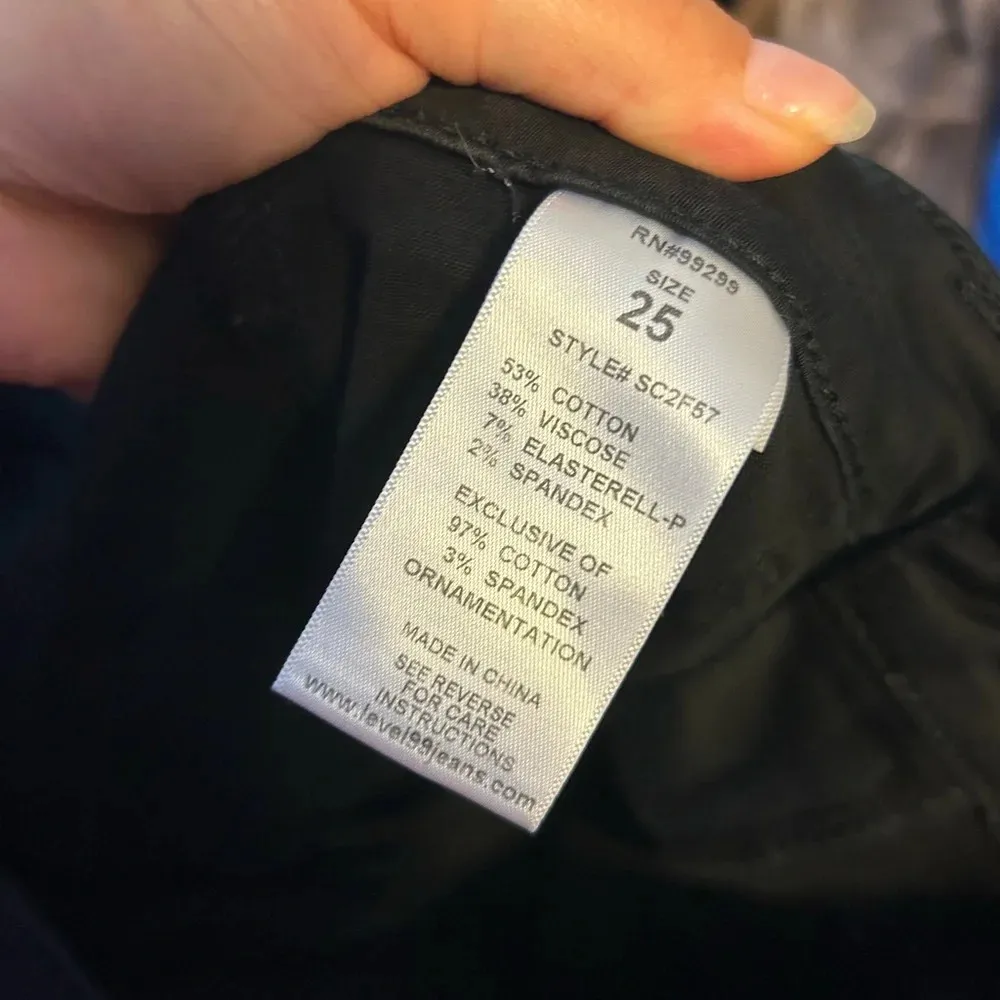 RN#99299
SIZE
25
STYLE# SC2F57
53% COTTON
38% VISCOSE
7% ELASTERELL-P
2% SPANDEX
EXCLUSIVE OF
97% COTTON
3% SPANDEX
ORNAMENTATION
MADE IN CHINA
SEE REVERSE
FOR CARE
INSTRUCTIONS
www.level99jeans.com